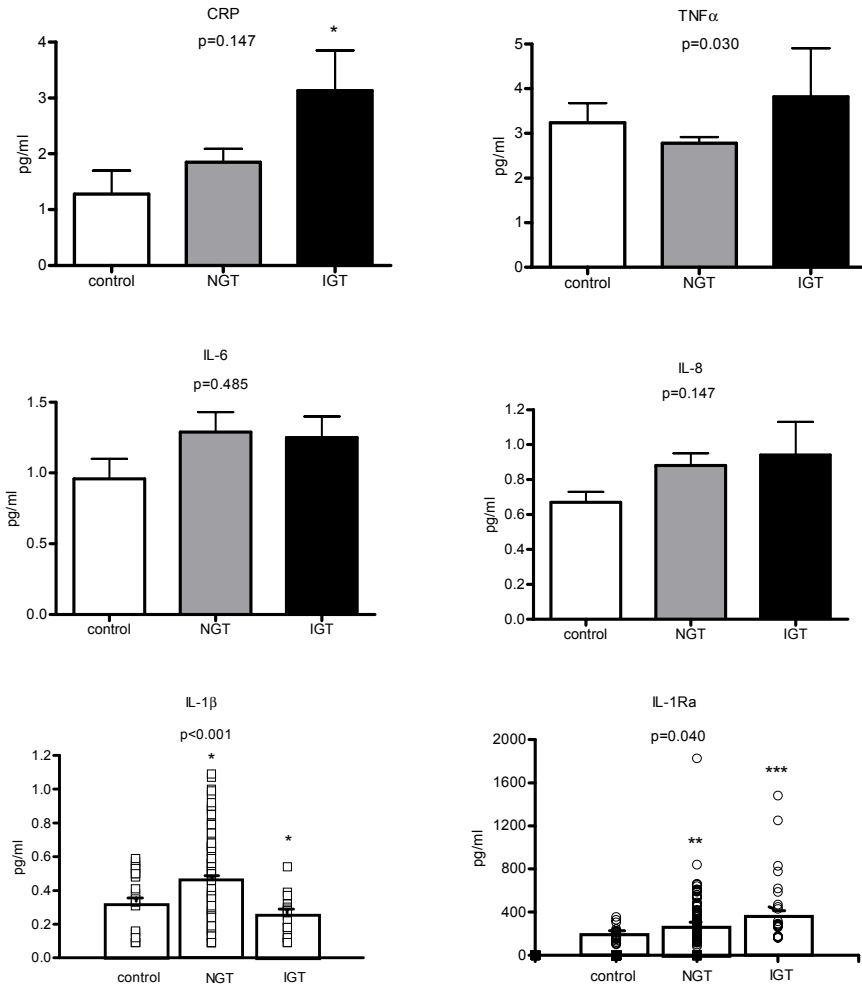 CRP
p=0.147
*
4
3
2
1
0
pg/ml
control NGT IGT
TNFα
p=0.030
5
4
3
2
1
0
pg/ml
control NGT IGT
IL-6
p=0.485
1.5
1.0
0.5
0.0
pg/ml
control NGT IGT
IL-8
p=0.147
1.2
1.0
0.8
0.6
0.4
0.2
0.0
pg/ml
control NGT IGT
IL-1β
p<0.001
*
*
1.2
1.0
0.8
0.6
0.4
0.2
0.0
pg/ml
control NGT IGT
IL-1Ra
p=0.040
***
**
2000
1600
1200
800
400
0
pg/ml
control NGT IGT